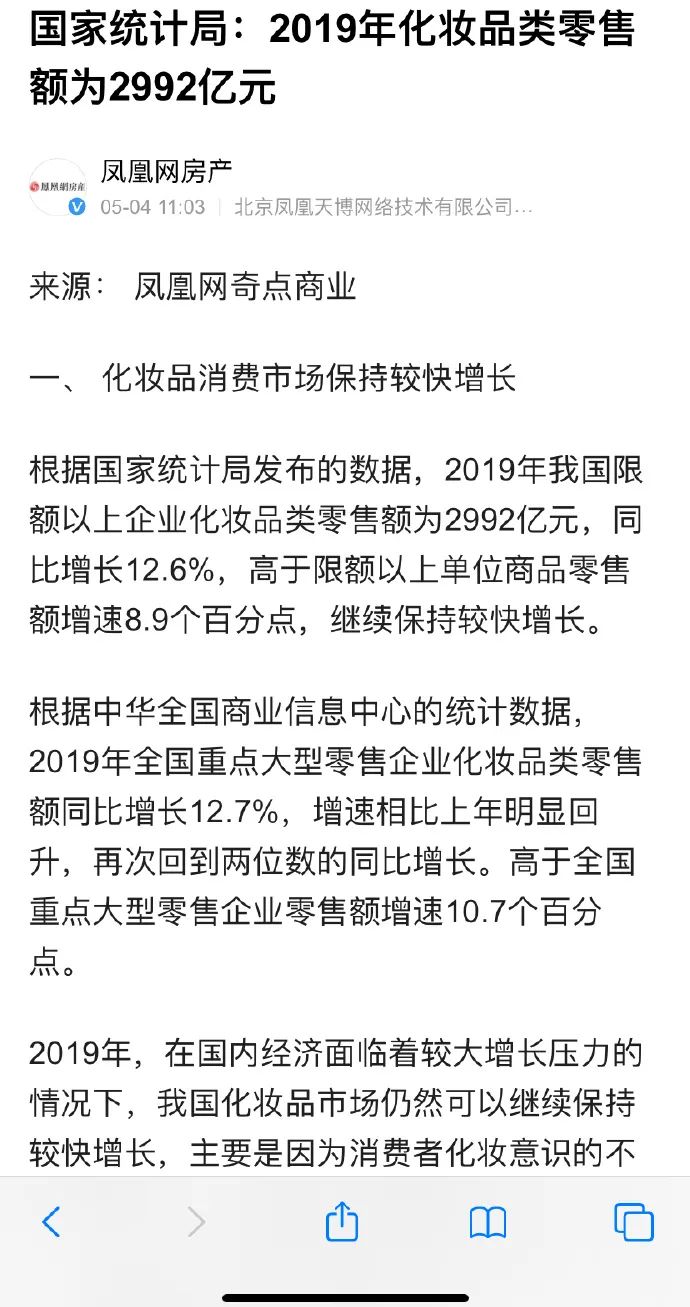 国家统计局：2019年化妆品类零售
额为2992亿元
鳳凰網房産
凤凰网房产
05-04 11:03 北京凤凰天博网络技术有限公司...
来源： 凤凰网奇点商业
一、 化妆品消费市场保持较快增长
根据国家统计局发布的数据，2019年我国限
额以上企业化妆品类零售额为2992亿元，同
比增长12.6%，高于限额以上单位商品零售
额增速8.9个百分点，继续保持较快增长。
根据中华全国商业信息中心的统计数据，
2019年全国重点大型零售企业化妆品类零售
额同比增长12.7%，增速相比上年明显回
升，再次回到两位数的同比增长。高于全国
重点大型零售企业零售额增速10.7个百分
点。
2019年，在国内经济面临着较大增长压力的
情况下，我国化妆品市场仍然可以继续保持
较快增长，主要是因为消费者化妆意识的不